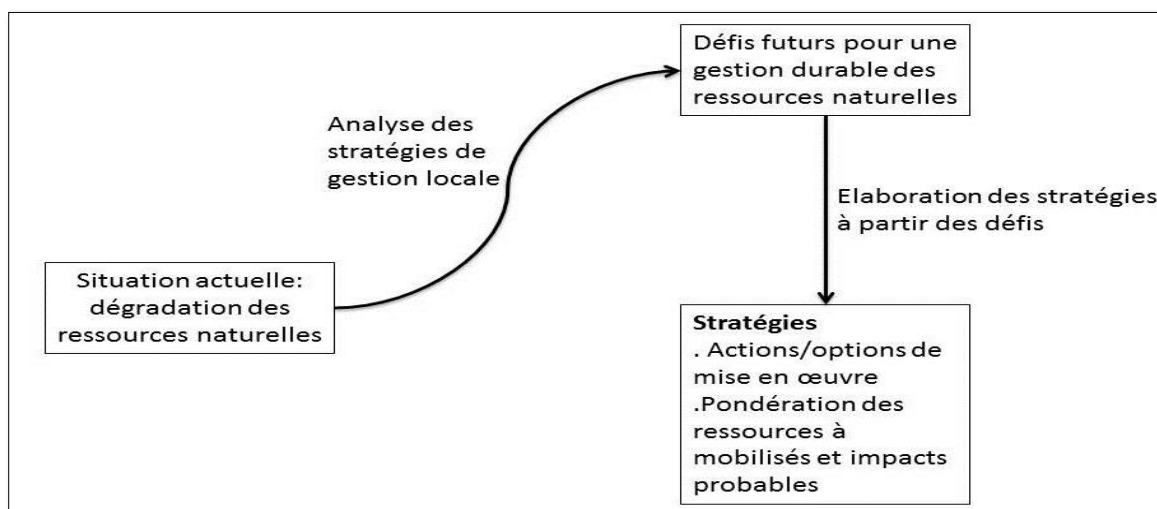 Défis futurs pour une
gestion durable des
ressources naturelles
Analyse des
stratégies de
gestion locale
Elaboration des stratégies
à partir des défis
Situation actuelle:
dégradation des
ressources naturelles
Stratégies
. Actions/options de
mise en œuvre
.Pondération des
ressources à
mobilisés et impacts
probables